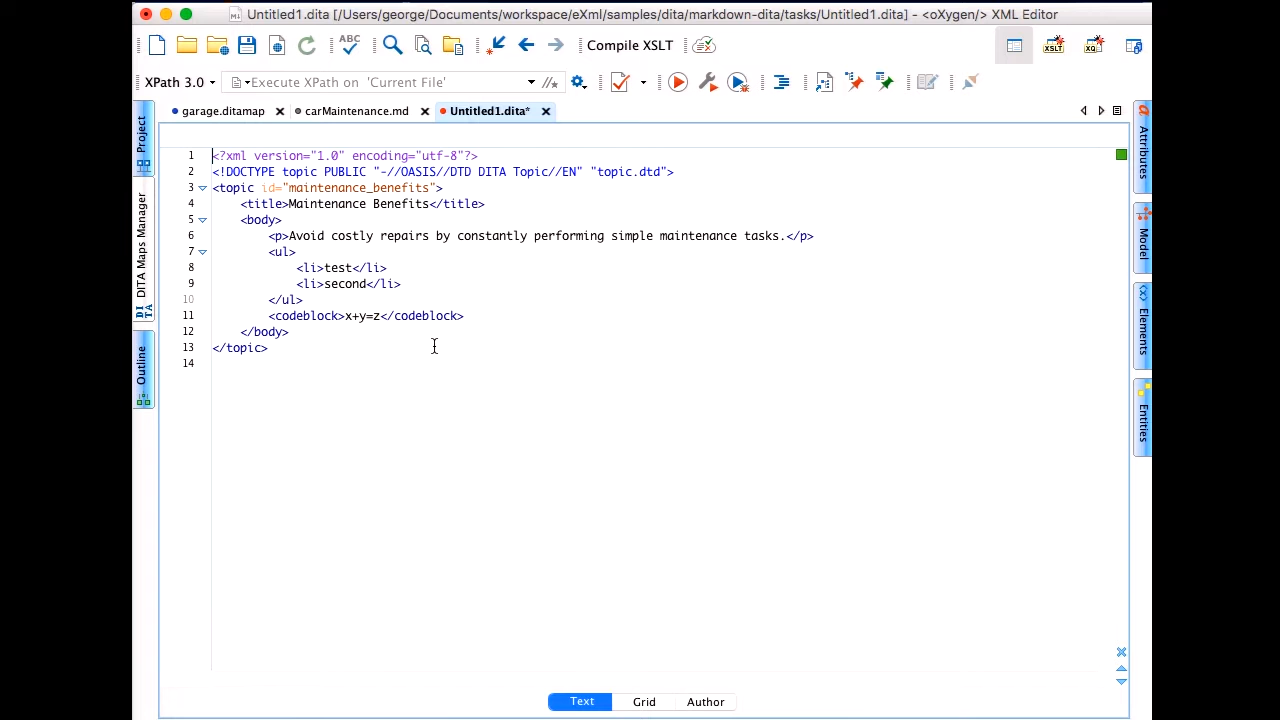 Untitled1.dita [/Users/george/Documents/workspace/eXml/samples/dita/markdown-dita/tasks/Untitled1.dita] - <oXygen/> XML Editor
ABC
Compile XSLT
XSLT
XQ
XPath 3.0
Execute XPath on 'Current File'
garage.ditamap
carMaintenance.md
Untitled1.dita*
Project
DITA Maps Manager
Outline
1 <?xml version="1.0" encoding="utf-8"?>
2 <!DOCTYPE topic PUBLIC "-//OASIS//DTD DITA Topic//EN" "topic.dtd">
3 <topic id="maintenance_benefits">
4 <title>Maintenance Benefits</title>
5 <body>
6 <p>Avoid costly repairs by constantly performing simple maintenance tasks.</p>
7 <ul>
8 <li>test</li>
9 <li>second</li>
10 </ul>
11 <codeblock>x+y=z</codeblock>
12 </body>
13 </topic>
14
Attributes
Model
Elements
Entities
Text
Grid
Author